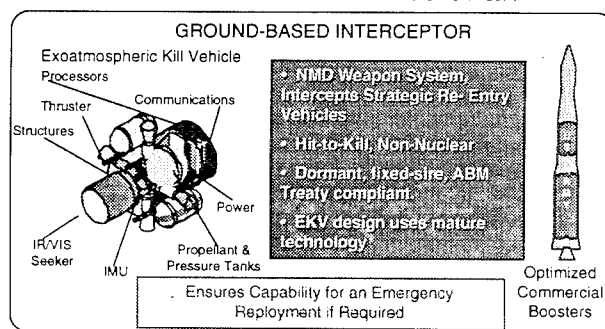 GROUND-BASED INTERCEPTOR
Exoatmospheric Kill Vehicle
Processors
Communications
Thruster
Structures
Power
IR/VIS
Seeker
IMU
Propellant &
Pressure Tanks
• NMD Weapon System,
Intercepts Strategic Re- Entry
Vehicles
• Hit-to-Kill, Non-Nuclear
• Dormant, fixed-site, ABM
Treaty compliant.
• EKV design uses mature
technology
Optimized
Commercial
Boosters
Ensures Capability for an Emergency
Reployment if Required